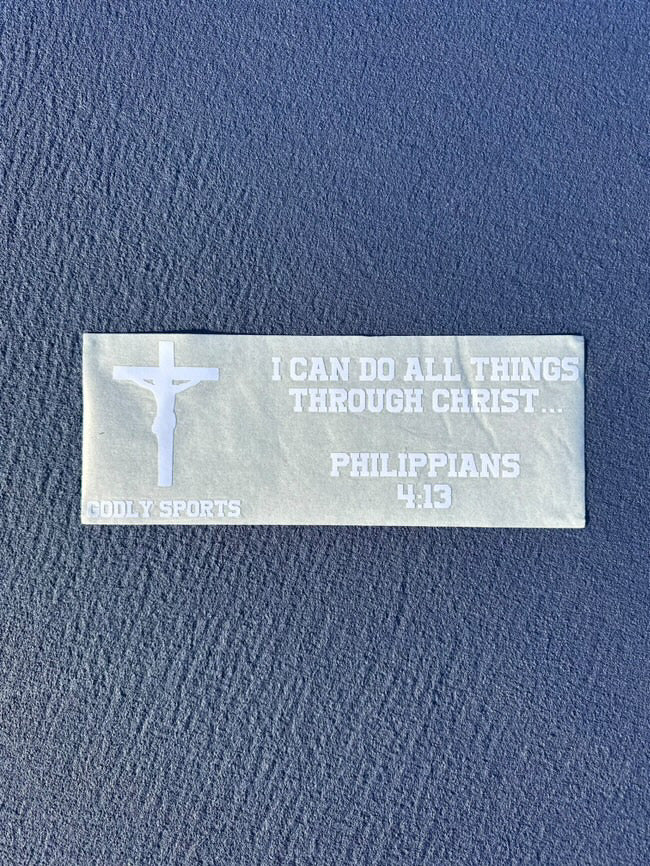 I CAN DO ALL THINGS
THROUGH CHRIST...
PHILIPPIANS
4:13
GODLY SPORTS